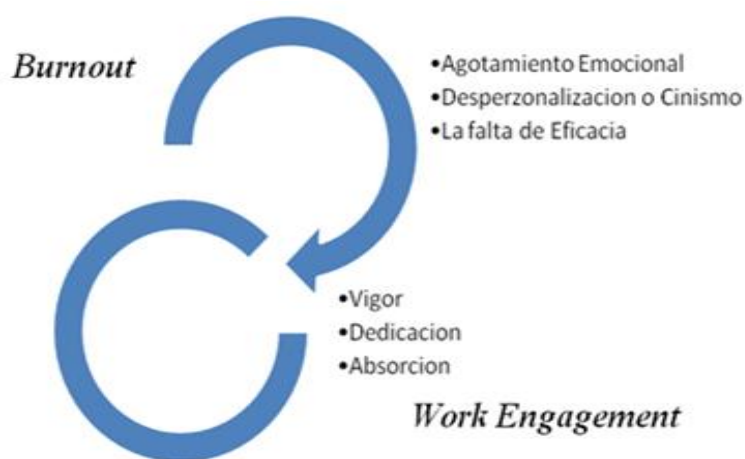 Burnout
•Agotamiento Emocional
•Desperzonalizacion o Cinismo
•La falta de Eficacia
•Vigor
•Dedicacion
•Absorcion
Work Engagement